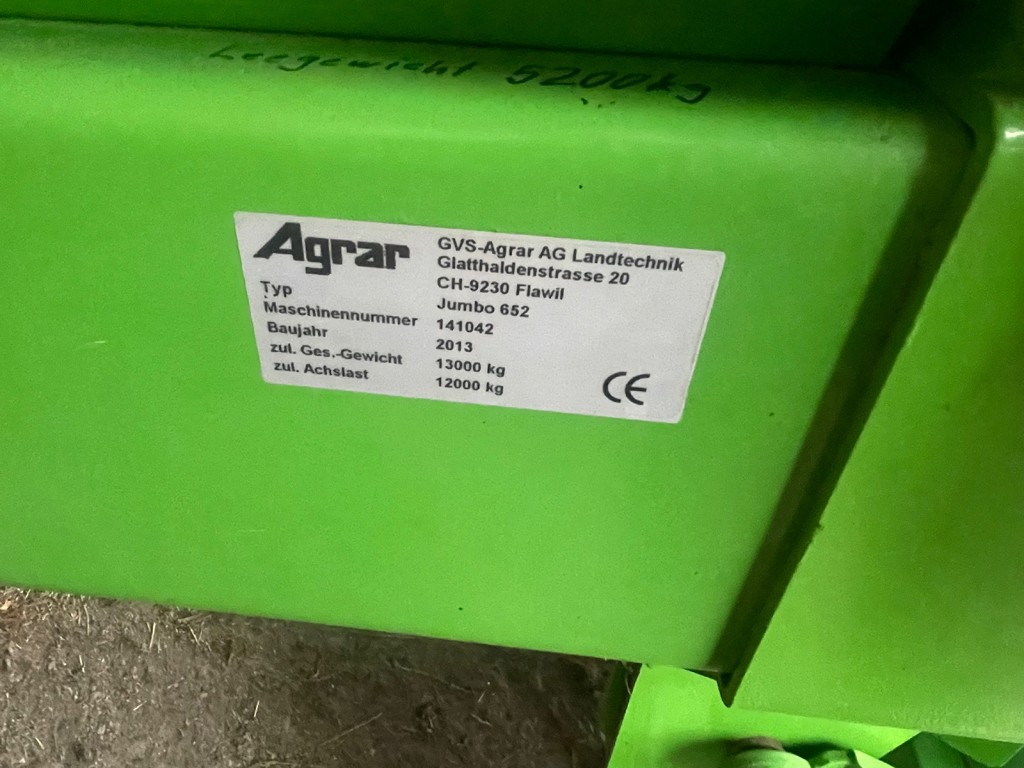 Leegewicht 5200kg
Agrar
GVS-Agrar AG Landtechnik
Glatthaldenstrasse 20
CH-9230 Flawil
Typ Jumbo 652
Maschinennummer 141042
Baujahr 2013
zul. Ges.-Gewicht 13000 kg
zul. Achslast 12000 kg
CE